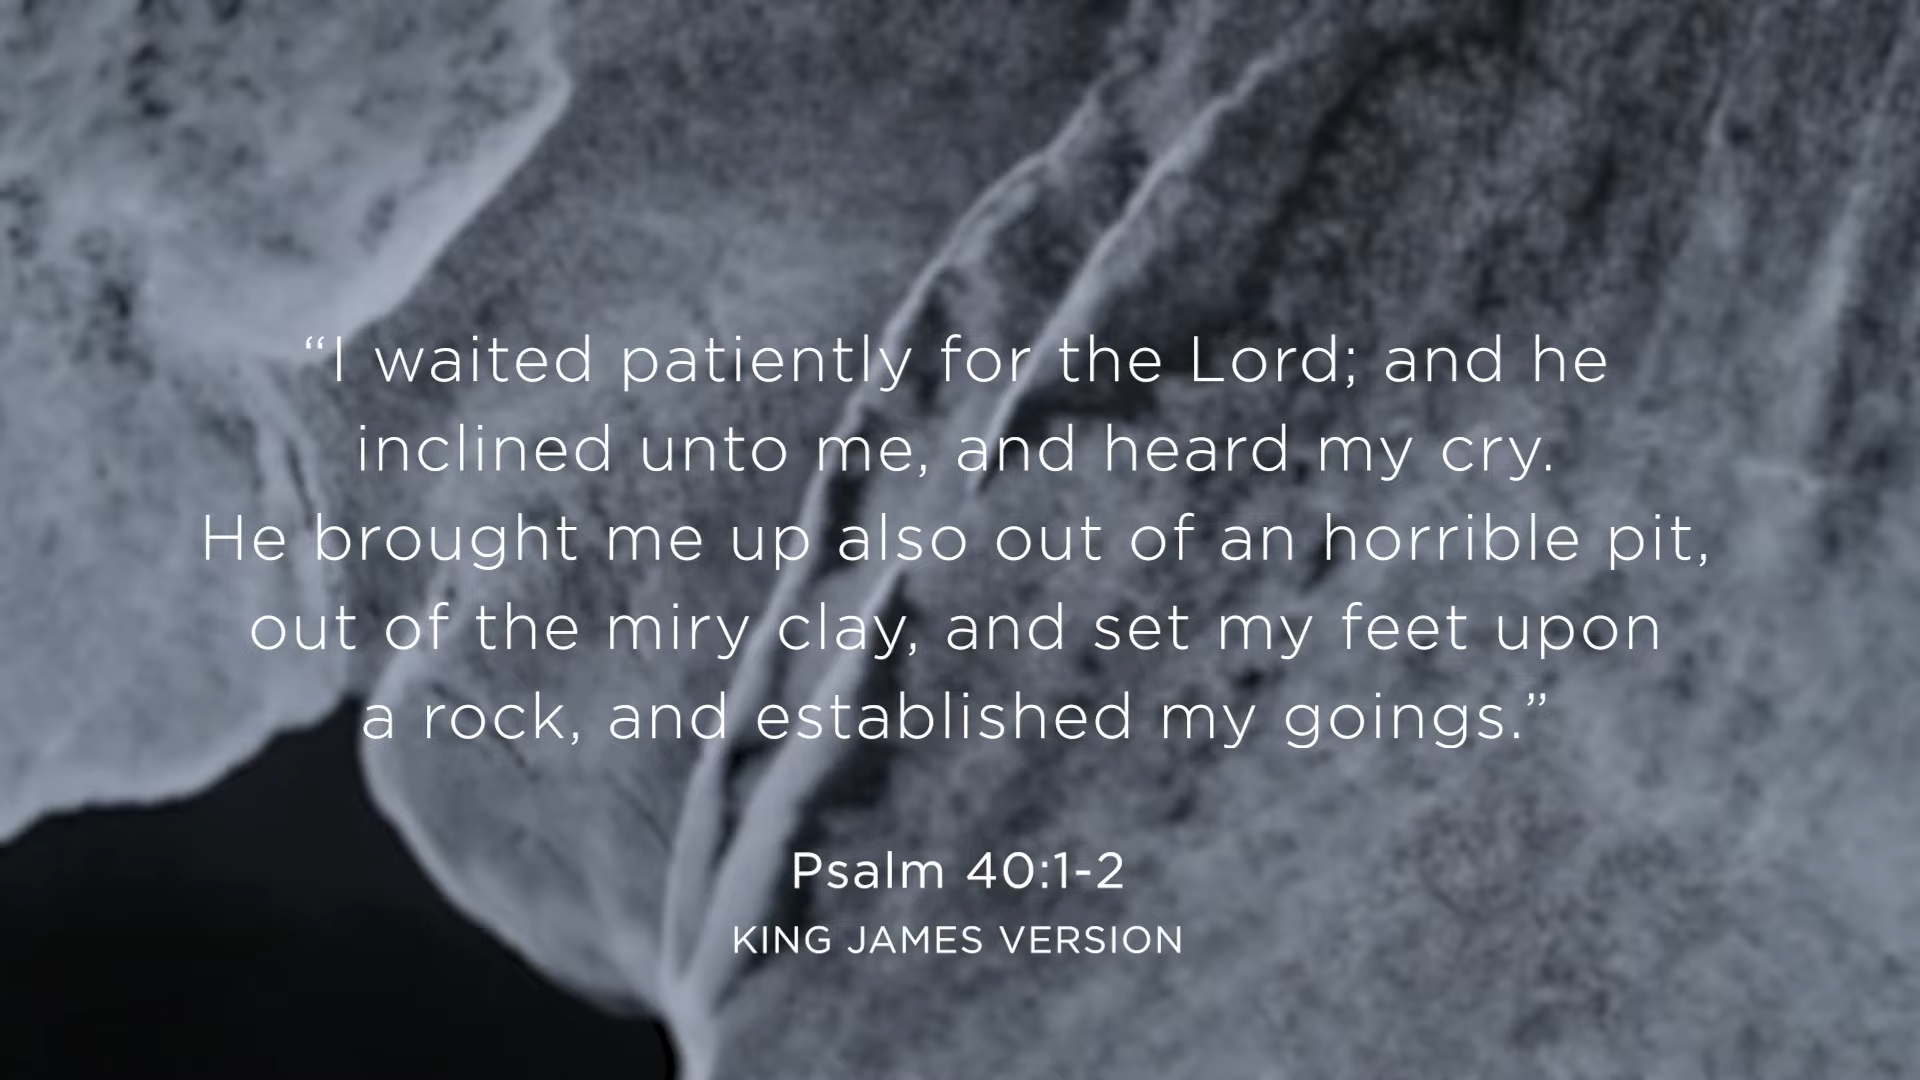 “I waited patiently for the Lord; and he
inclined unto me, and heard my cry.
He brought me up also out of an horrible pit,
out of the miry clay, and set my feet upon
a rock, and established my goings.”
Psalm 40:1-2
KING JAMES VERSION